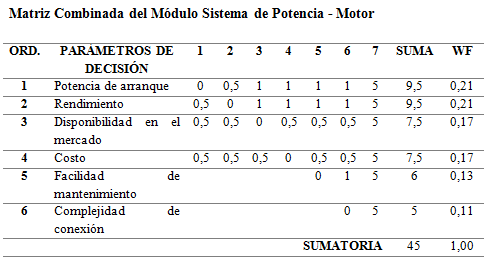 Matriz Combinada del Módulo Sistema de Potencia - Motor
ORD. PARÁMETROS DE DECISIÓN 1 2 3 4 5 6 7 SUMA WF
1 Potencia de arranque 0 0,5 1 1 1 1 5 9,5 0,21
2 Rendimiento 0,5 0 1 1 1 1 5 9,5 0,21
3 Disponibilidad en el mercado 0,5 0,5 0 0,5 0,5 0,5 5 7,5 0,17
4 Costo 0,5 0,5 0,5 0 0,5 0,5 5 7,5 0,17
5 Facilidad de mantenimiento 0 1 5 6 0,13
6 Complejidad de conexión 0 5 5 0,11
SUMATORIA 45 1,00